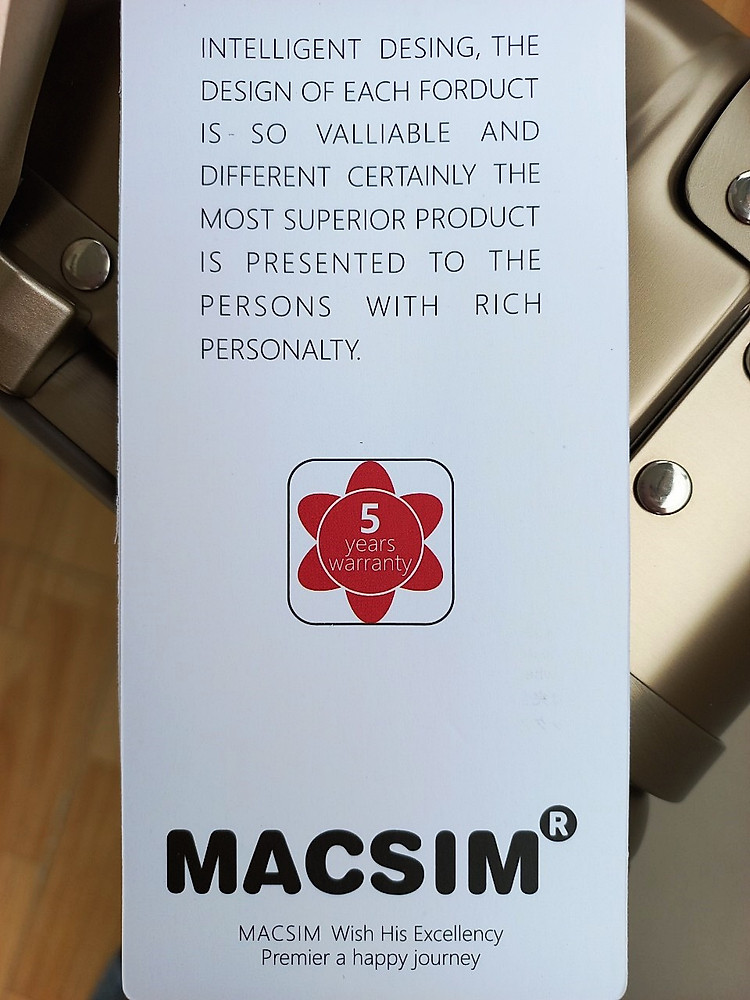 INTELLIGENT DESING, THE
DESIGN OF EACH FORDUCT
IS- SO VALLIABLE AND
DIFFERENT CERTAINLY THE
MOST SUPERIOR PRODUCT
IS PRESENTED TO THE
PERSONS WITH RICH
PERSONALTY.
5
years
warranty
MACSIM®
MACSIM Wish His Excellency
Premier a happy journey